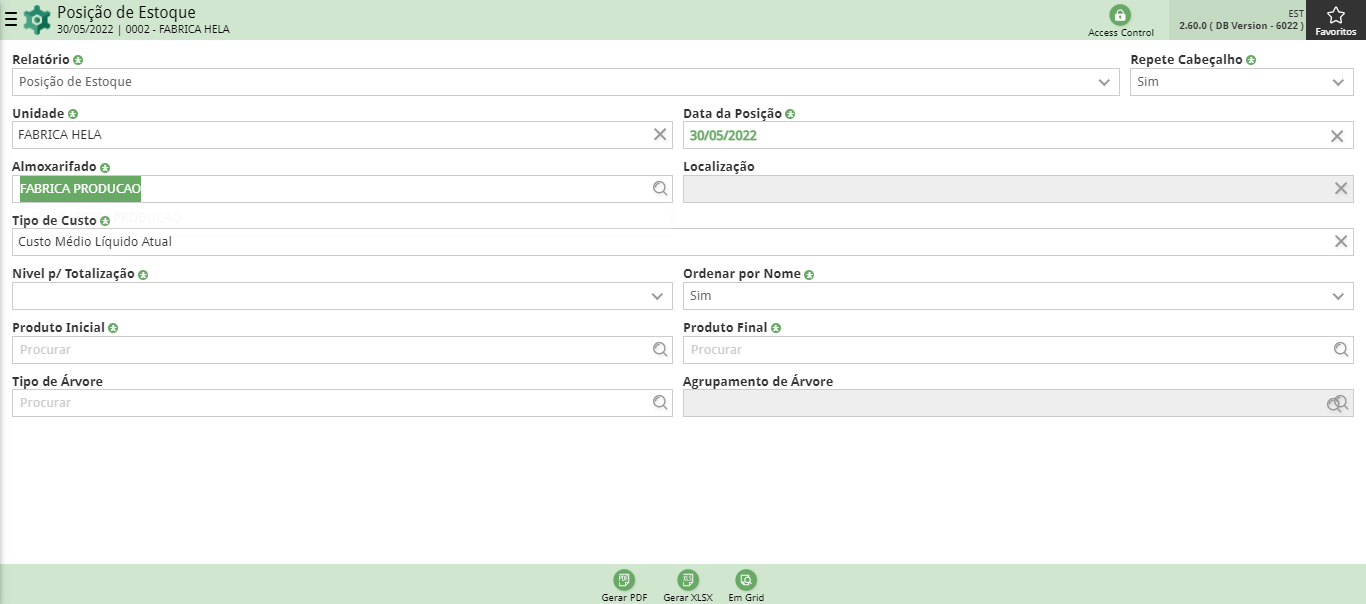 Posição de Estoque
30/05/2022 | 0002 - FABRICA HELA
Access Control
EST
2.60.0 ( DB Version - 6022 )
Favoritos
Relatório
Repete Cabeçalho
Posição de Estoque
Sim
Unidade
Data da Posição
FABRICA HELA
30/05/2022
Almoxarifado
Localização
FABRICA PRODUCAO
Tipo de Custo
PRODUCAO
Custo Médio Líquido Atual
Nivel p/ Totalização
Ordenar por Nome
Sim
Produto Inicial
Produto Final
Procurar
Procurar
Tipo de Árvore
Agrupamento de Árvore
Procurar
Gerar PDF
Gerar XLSX
Em Grid